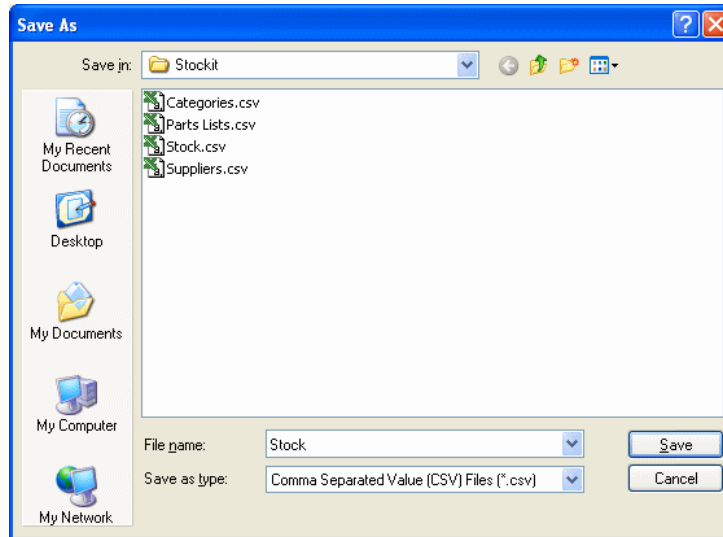 Save As
Save in:
Stockit
My Recent
Documents
Desktop
My Documents
My Computer
My Network
Categories.csv
Parts Lists.csv
Stock.csv
Suppliers.csv
File name:
Stock
Save
Save as type:
Comma Separated Value (CSV) Files (*.csv)
Cancel